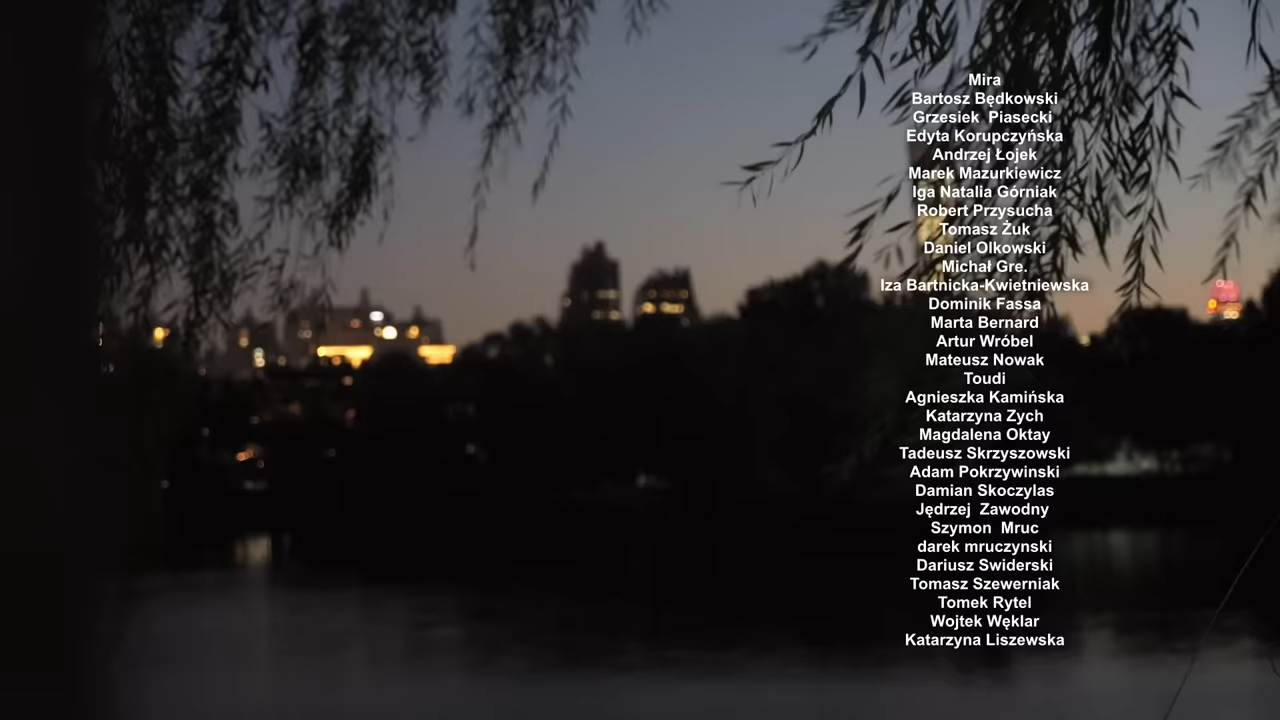 Mira
Bartosz Będkowski
Grzesiek  Piasecki
Edyta Korupczyńska
Andrzej Łojek
Marek Mazurkiewicz
Iga Natalia Górniak
Robert Przysucha
Tomasz Żuk
Daniel Olkowski
Michał Gre.
Iza Bartnicka-Kwietniewska
Dominik Fassa
Marta Bernard
Artur Wróbel
Mateusz Nowak
Toudi
Agnieszka Kamińska
Katarzyna Zych
Magdalena Oktay
Tadeusz Skrzyszowski
Adam Pokrzywinski
Damian Skoczylas
Jędrzej  Zawodny
Szymon  Mruc
darek mruczynski
Dariusz Swiderski
Tomasz Szewerniak
Tomek Rytel
Wojtek Węklar
Katarzyna Liszewska